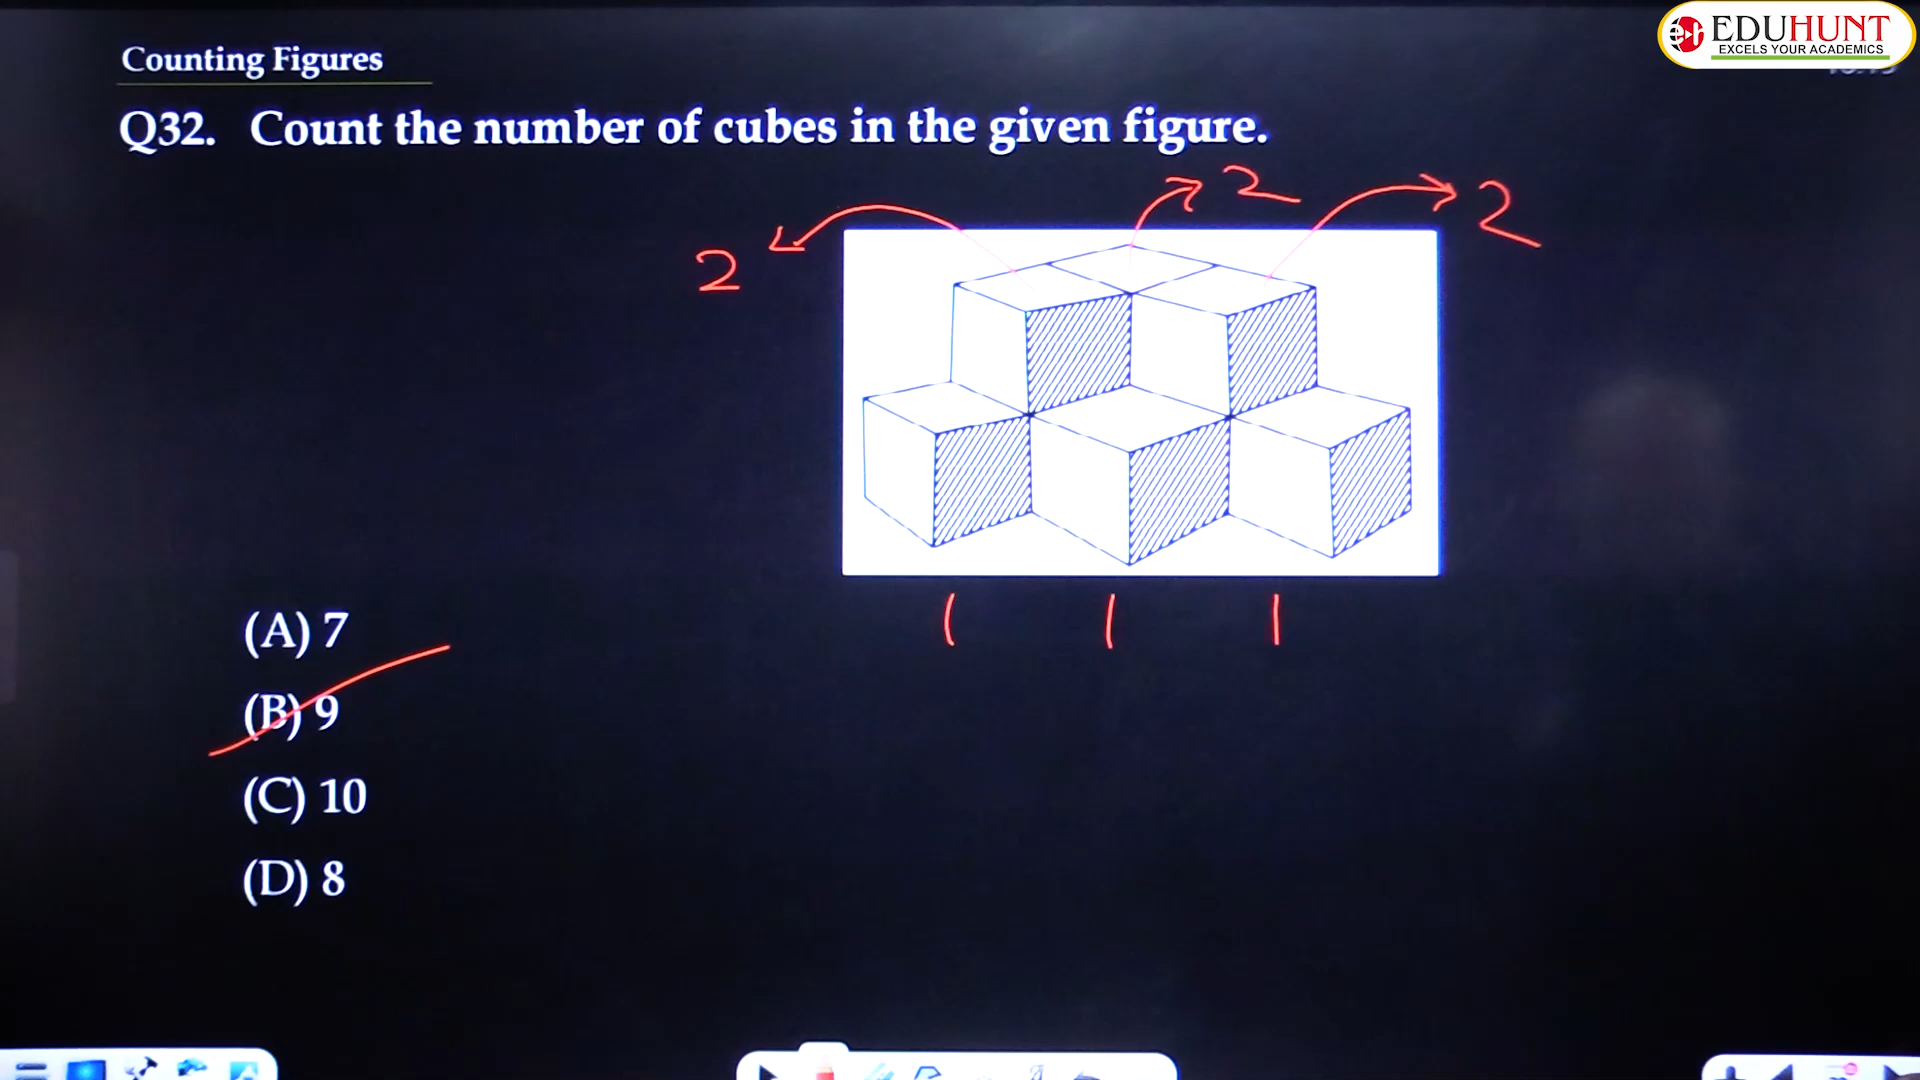 EDUHUNT
EXCELS YOUR ACADEMICS
Counting Figures
Q32. Count the number of cubes in the given figure.
2
2
2
1 1 1
(A) 7
(B) 9
(C) 10
(D) 8